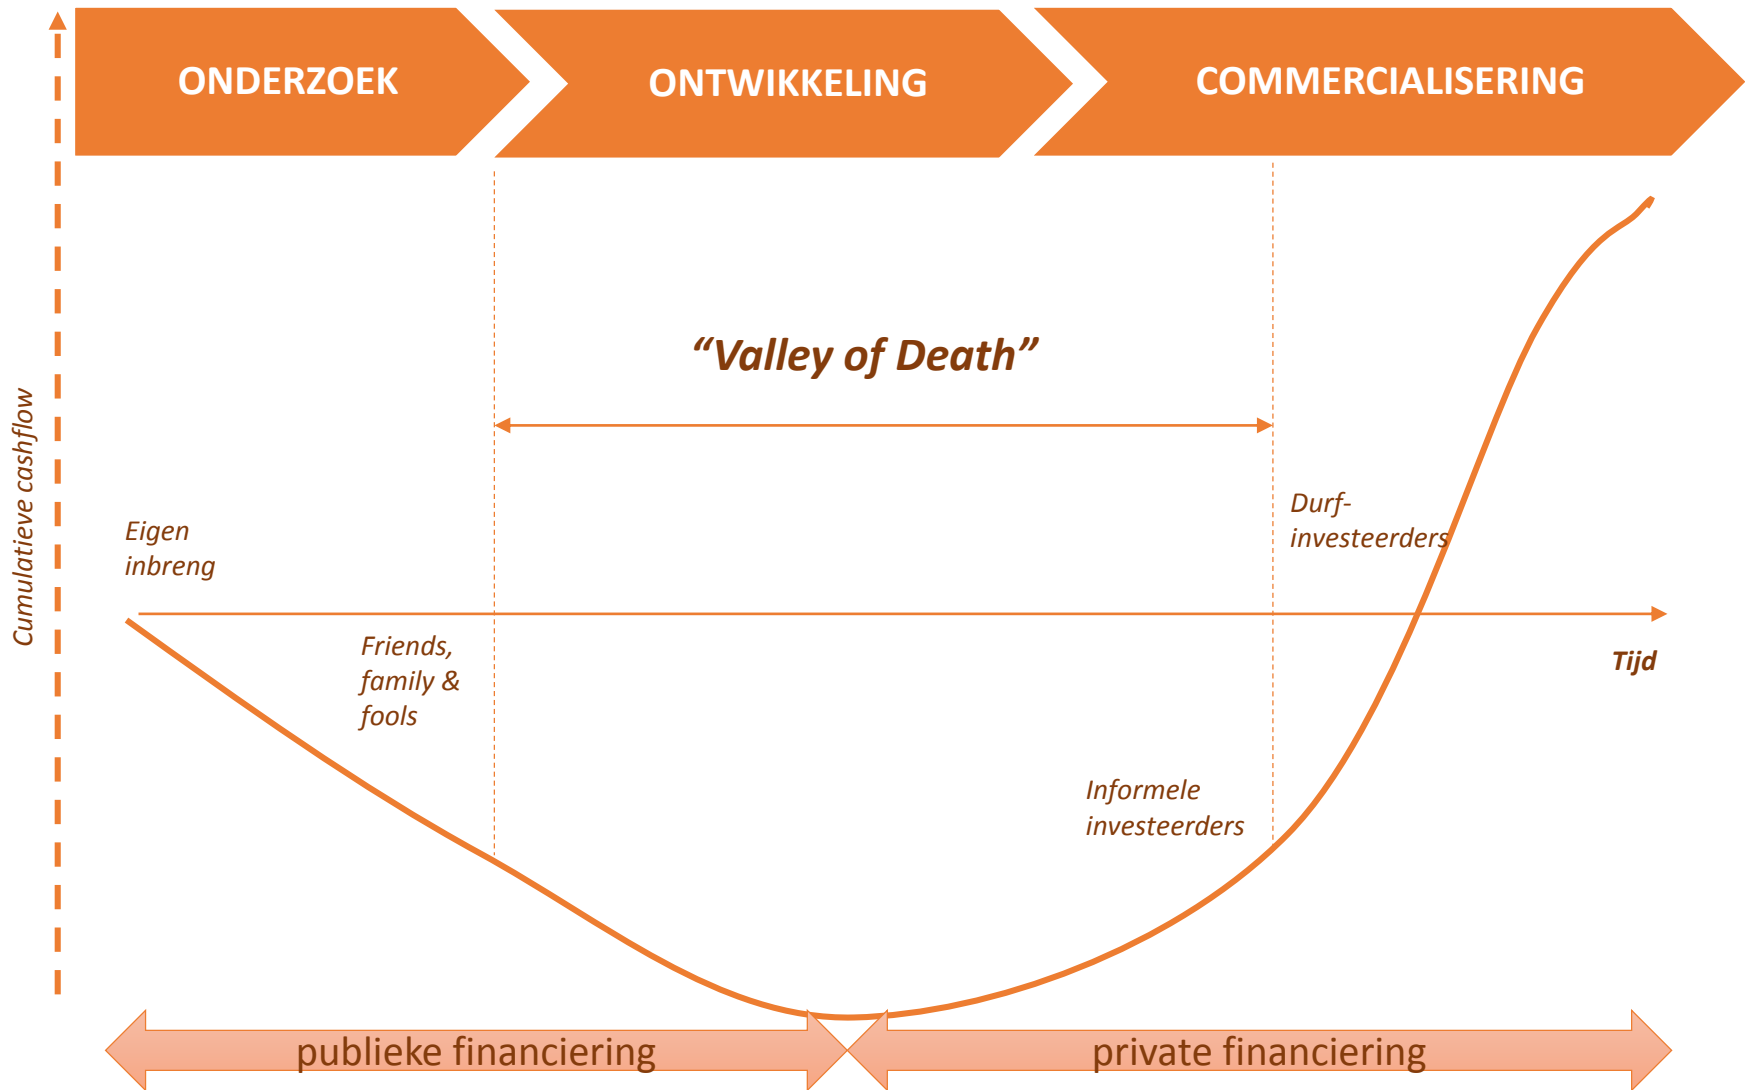 ONDERZOEK
ONTWIKKELING
COMMERCIALISERING
“Valley of Death”
Cumulatieve cashflow
Eigen
inbreng
Durf-
investeerders
Friends,
family &
fools
Tijd
Informele
investeerders
publieke financiering
private financiering